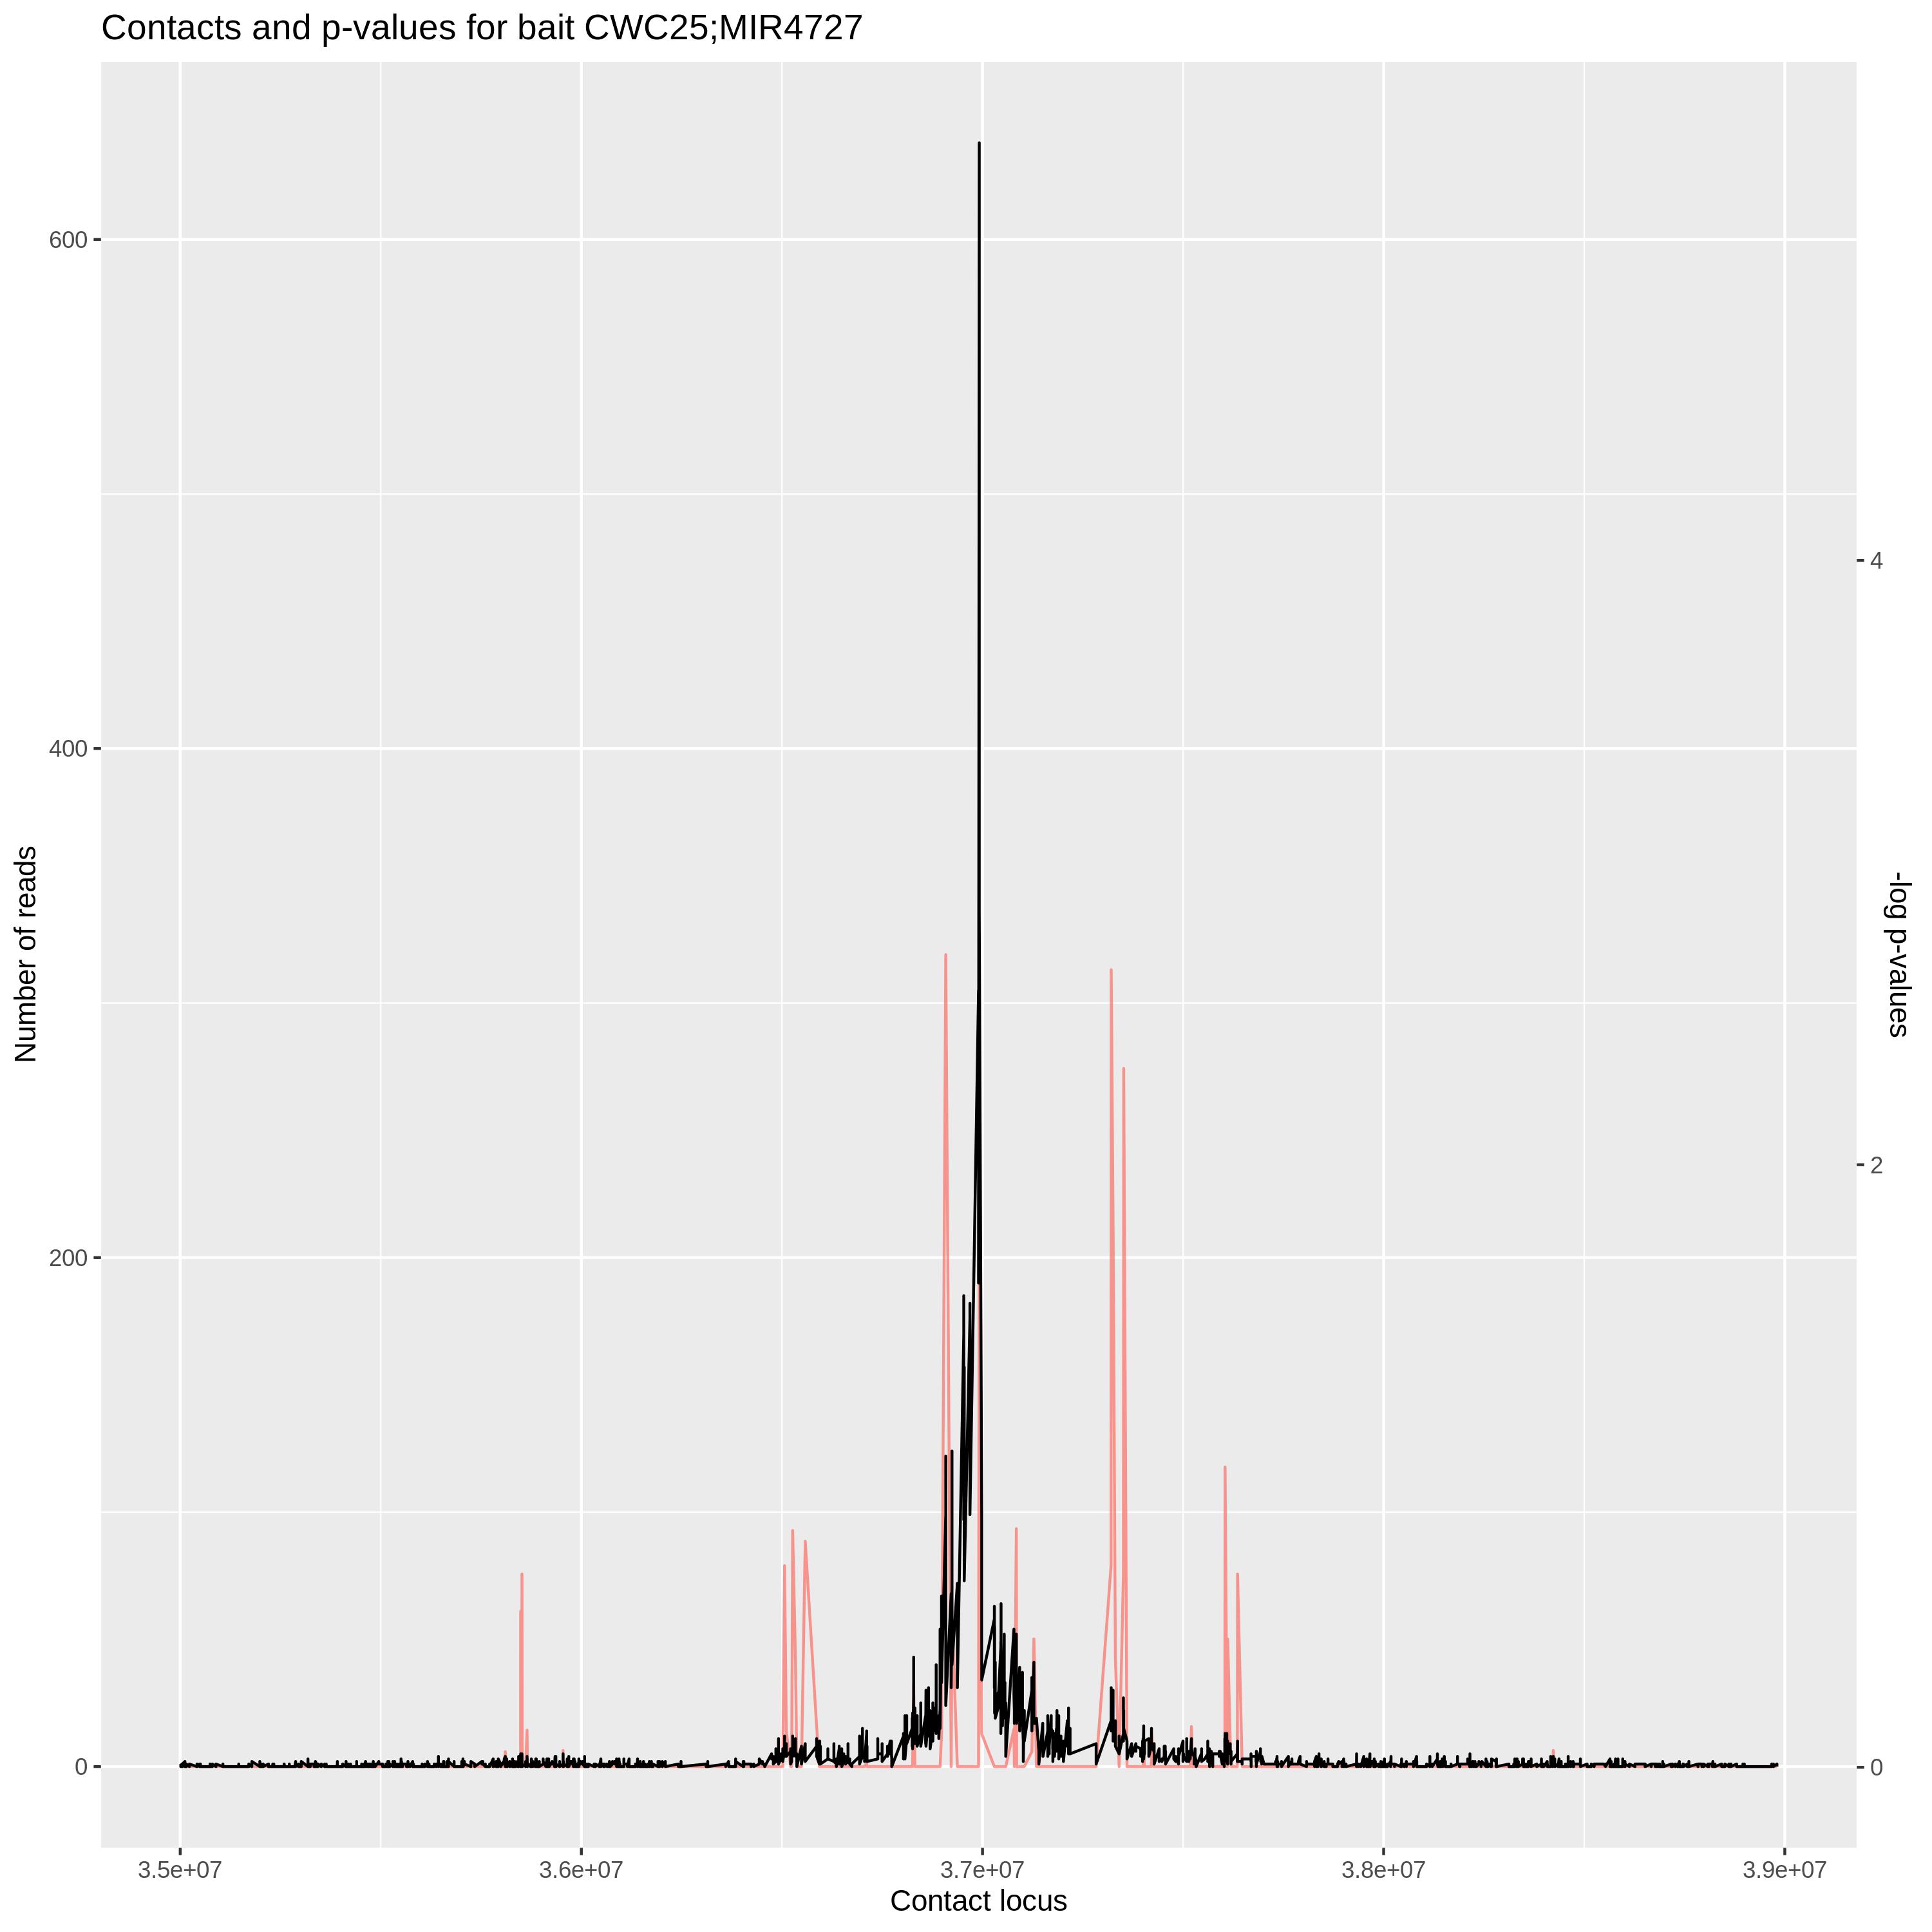 Contacts and p-values for bait CWC25;MIR4727
600
400
200
0
Number of reads
4
2
0
-log p-values
3.5e+07
3.6e+07
3.7e+07
3.8e+07
3.9e+07
Contact locus